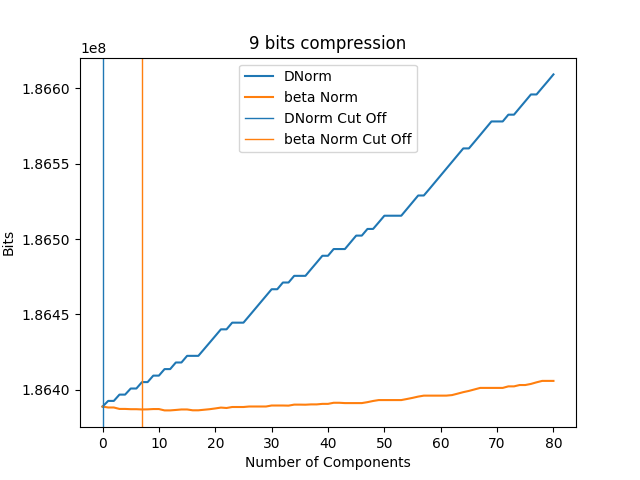 9 bits compression
1e8
DNorm
beta Norm
DNorm Cut Off
beta Norm Cut Off
1.8660
1.8655
1.8650
1.8645
1.8640
Bits
0 10 20 30 40 50 60 70 80
Number of Components